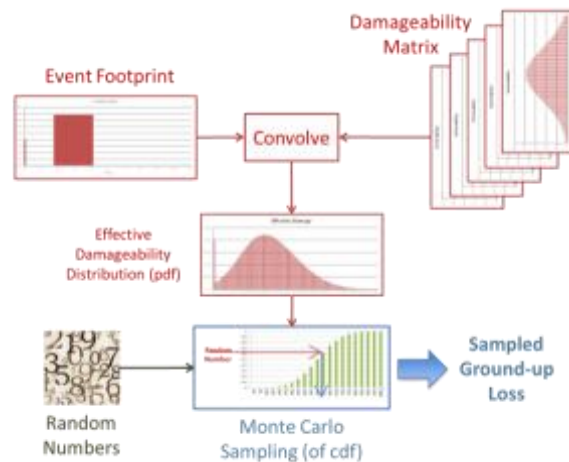 Damageability
Matrix
Event Footprint
Convolve
Effective
Damageability
Distribution (pdf)
Random
Number
Sampled
Ground-up
Loss
Random
Numbers
Monte Carlo
Sampling (of cdf)